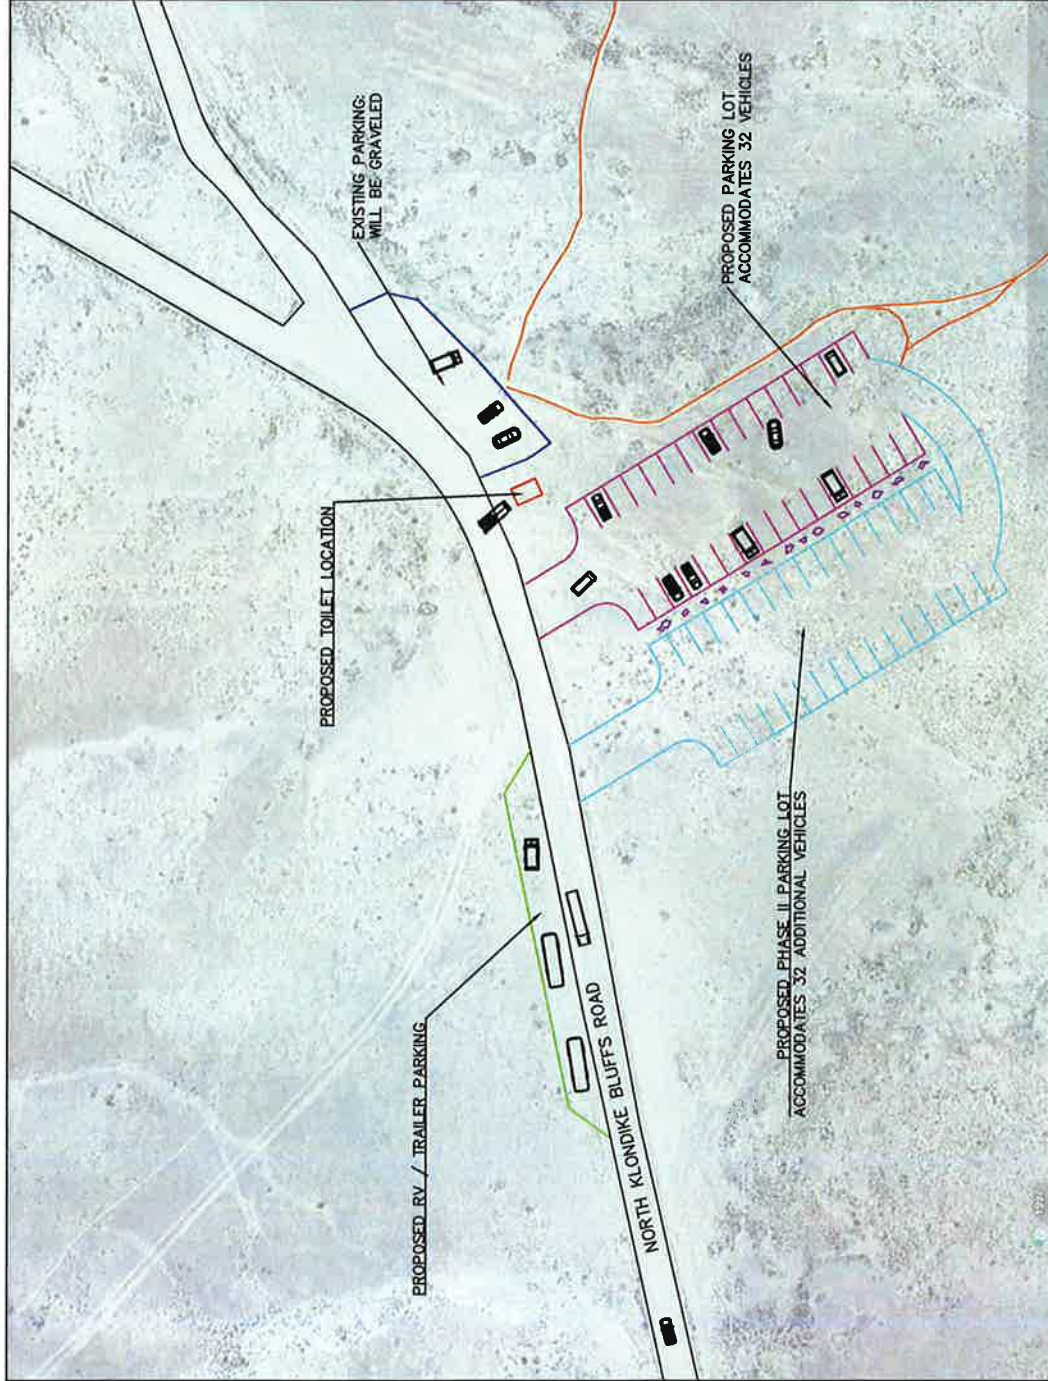 EXISTING PARKING:
WILL BE GRAVELED
PROPOSED PARKING LOT
ACCOMMODATES 32 VEHICLES
PROPOSED TOILET LOCATION
PROPOSED RV / TRAILER PARKING
NORTH KLONDIKE BLUFFS ROAD
PROPOSED PHASE II PARKING LOT
ACCOMMODATES 32 ADDITIONAL VEHICLES